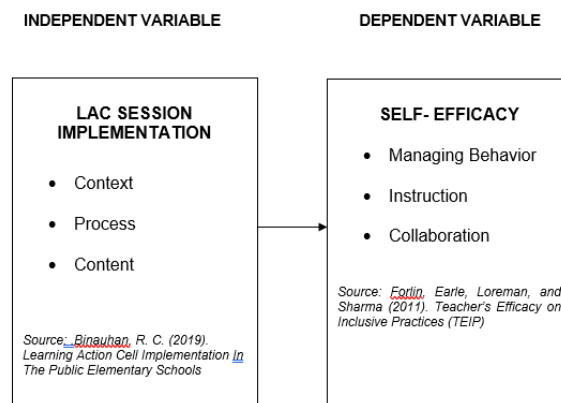 INDEPENDENT VARIABLE
DEPENDENT VARIABLE
LAC SESSION
IMPLEMENTATION
• Context
• Process
• Content
Source: .Binauhan, R. C. (2019).
Learning Action Cell Implementation In
The Public Elementary Schools
SELF- EFFICACY
• Managing Behavior
• Instruction
• Collaboration
Source: Forlin, Earle, Loreman, and
Sharma (2011). Teacher's Efficacy on
Inclusive Practices (TEIP)